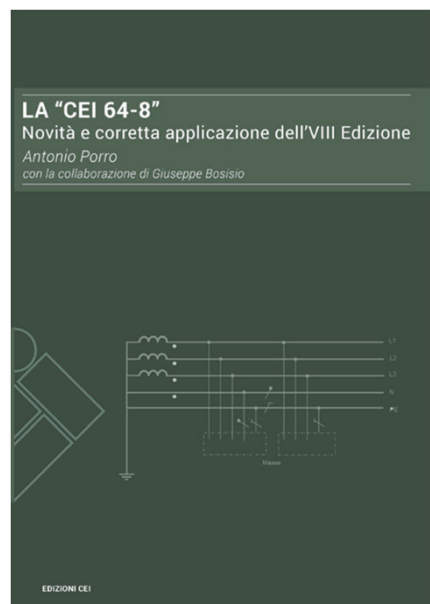 LA “CEI 64-8”
Novità e corretta applicazione dell’VIII Edizione
Antonio Porro
con la collaborazione di Giuseppe Bosisio
L1
L2
L3
N
PE
Masse
EDIZIONI CEI